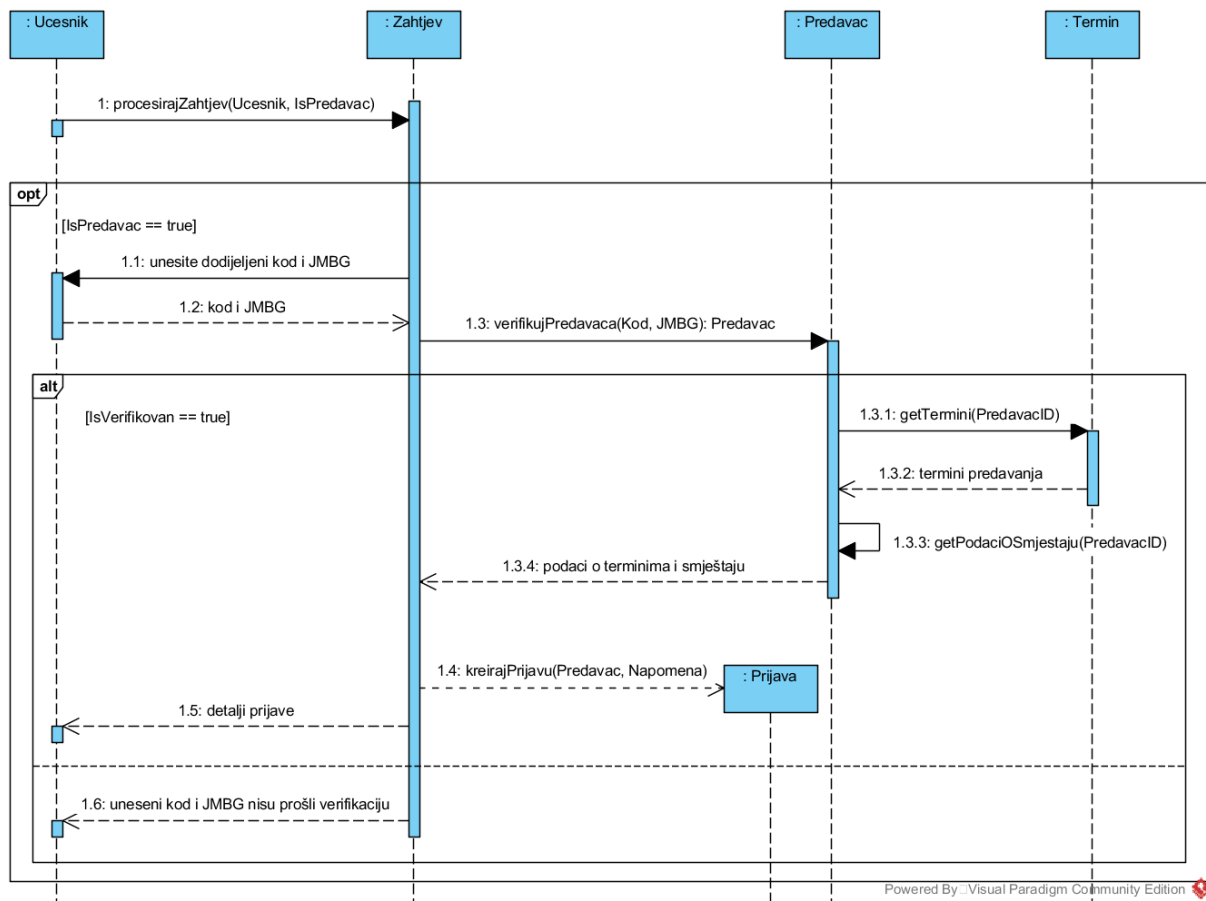 : Ucesnik
: Zahtjev
: Predavac
: Termin
1: procesirajZahtjev(Ucesnik, IsPredavac)
opt
[IsPredavac == true]
1.1: unesite dodijeljeni kod i JMBG
1.2: kod i JMBG
1.3: verifikujPredavaca(Kod, JMBG): Predavac
alt
[IsVerifikovan == true]
1.3.1: getTermini(PredavacID)
1.3.2: termini predavanja
1.3.3: getPodaciOSmjestaju(PredavacID)
1.3.4: podaci o terminima i smještaju
1.4: kreirajPrijavu(Predavac, Napomena)
: Prijava
1.5: detalji prijave
1.6: uneseni kod i JMBG nisu prošli verifikaciju
Powered By Visual Paradigm Community Edition